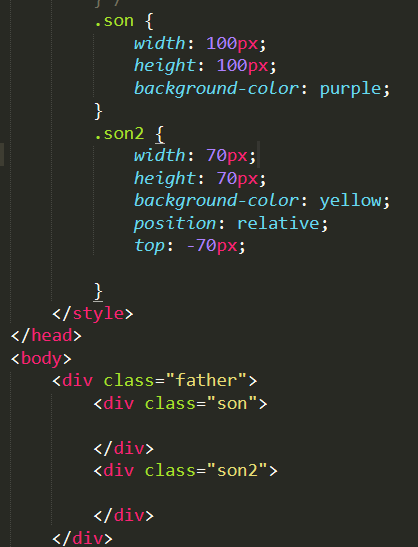 } /
.son {
width: 100px;
height: 100px;
background-color: purple;
}
.son2 {
width: 70px;
height: 70px;
background-color: yellow;
position: relative;
top: -70px;
}
</style>
</head>
<body>
<div class="father">
<div class="son">
</div>
<div class="son2">
</div>
</div>